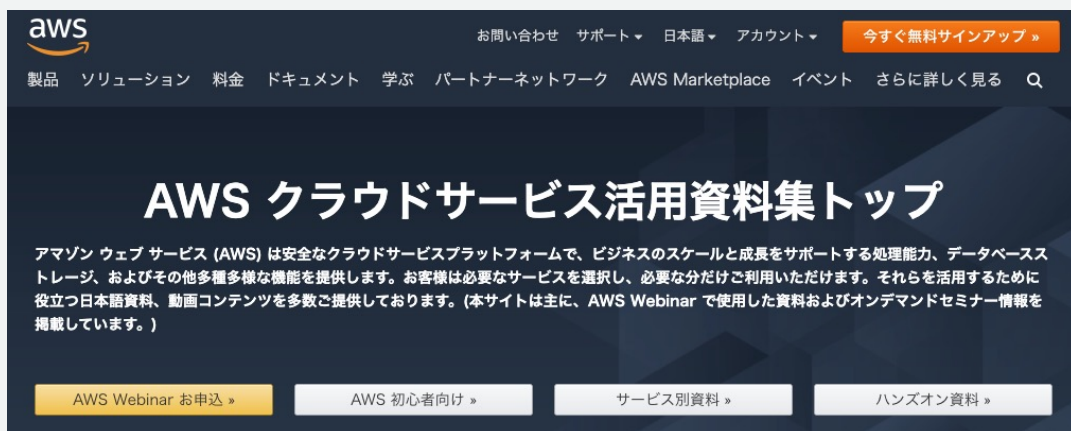 aws
お問い合わせ サポート 日本語 アカウント 今すぐ無料サインアップ »
製品 ソリューション 料金 ドキュメント 学ぶ パートナーネットワーク AWS Marketplace イベント さらに詳しく見る
AWS クラウドサービス活用資料集トップ
アマゾン ウェブ サービス (AWS) は安全なクラウドサービスプラットフォームで、ビジネスのスケールと成長をサポートする処理能力、データベースス
トレージ、およびその他多種多様な機能を提供します。お客様は必要なサービスを選択し、必要な分だけご利用いただけます。それらを活用するために
役立つ日本語資料、動画コンテンツを多数ご提供しております。(本サイトは主に、AWS Webinar で使用した資料およびオンデマンドセミナー情報を
掲載しています。)
AWS Webinar お申込 » AWS 初心者向け » サービス別資料 » ハンズオン資料 »